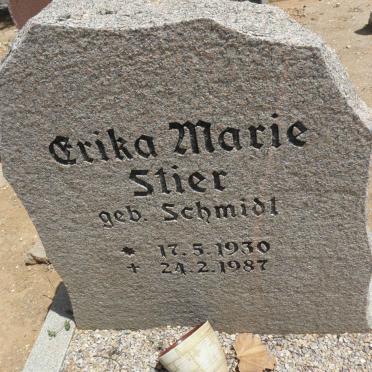 Erika Marie
Stier
geb. Schmidt
* 17.5.1930
+ 24.2.1987